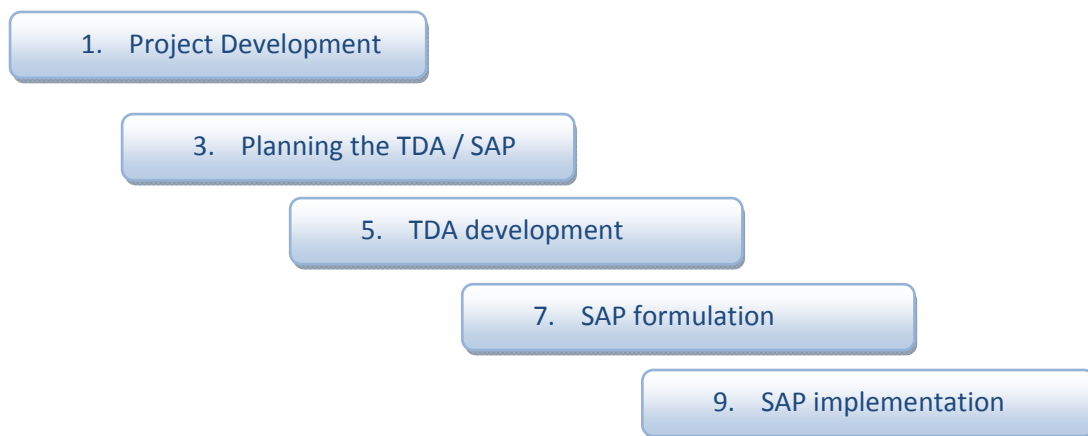 1. Project Development
3. Planning the TDA / SAP
5. TDA development
7. SAP formulation
9. SAP implementation